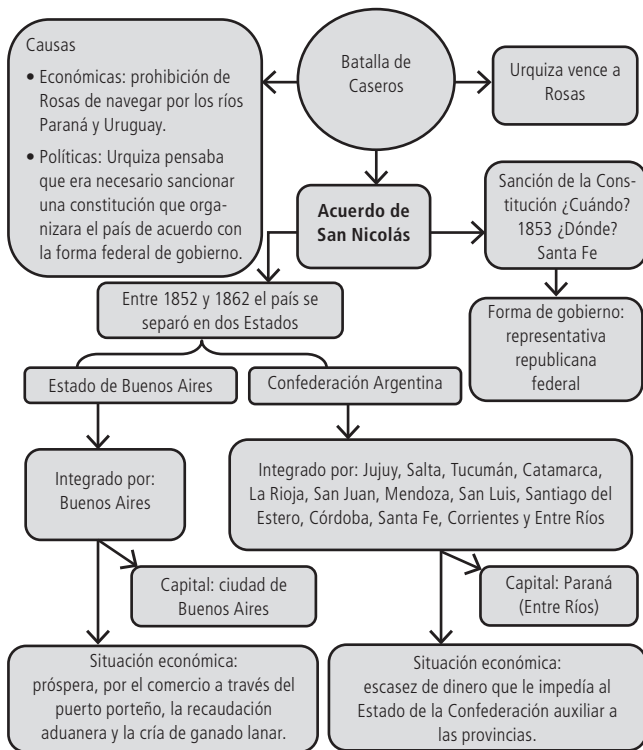 Causas
• Económicas: prohibición de
Rosas de navegar por los ríos
Paraná y Uruguay.
• Políticas: Urquiza pensaba
que era necesario sancionar
una constitución que orga-
nizara el país de acuerdo con
la forma federal de gobierno.
Batalla de
Caseros
Urquiza vence a
Rosas
Acuerdo de
San Nicolás
Sanción de la Cons-
titución ¿Cuándo?
1853 ¿Dónde?
Santa Fe
Forma de gobierno:
representativa
republicana
federal
Entre 1852 y 1862 el país se
separó en dos Estados
Estado de Buenos Aires
Confederación Argentina
Integrado por:
Buenos Aires
Integrado por: Jujuy, Salta, Tucumán, Catamarca,
La Rioja, San Juan, Mendoza, San Luis, Santiago del
Estero, Córdoba, Santa Fe, Corrientes y Entre Ríos
Capital: ciudad de
Buenos Aires
Capital: Paraná
(Entre Ríos)
Situación económica:
próspera, por el comercio a través del
puerto porteño, la recaudación
aduanera y la cría de ganado lanar.
Situación económica:
escasez de dinero que le impedía al
Estado de la Confederación auxiliar a
las provincias.